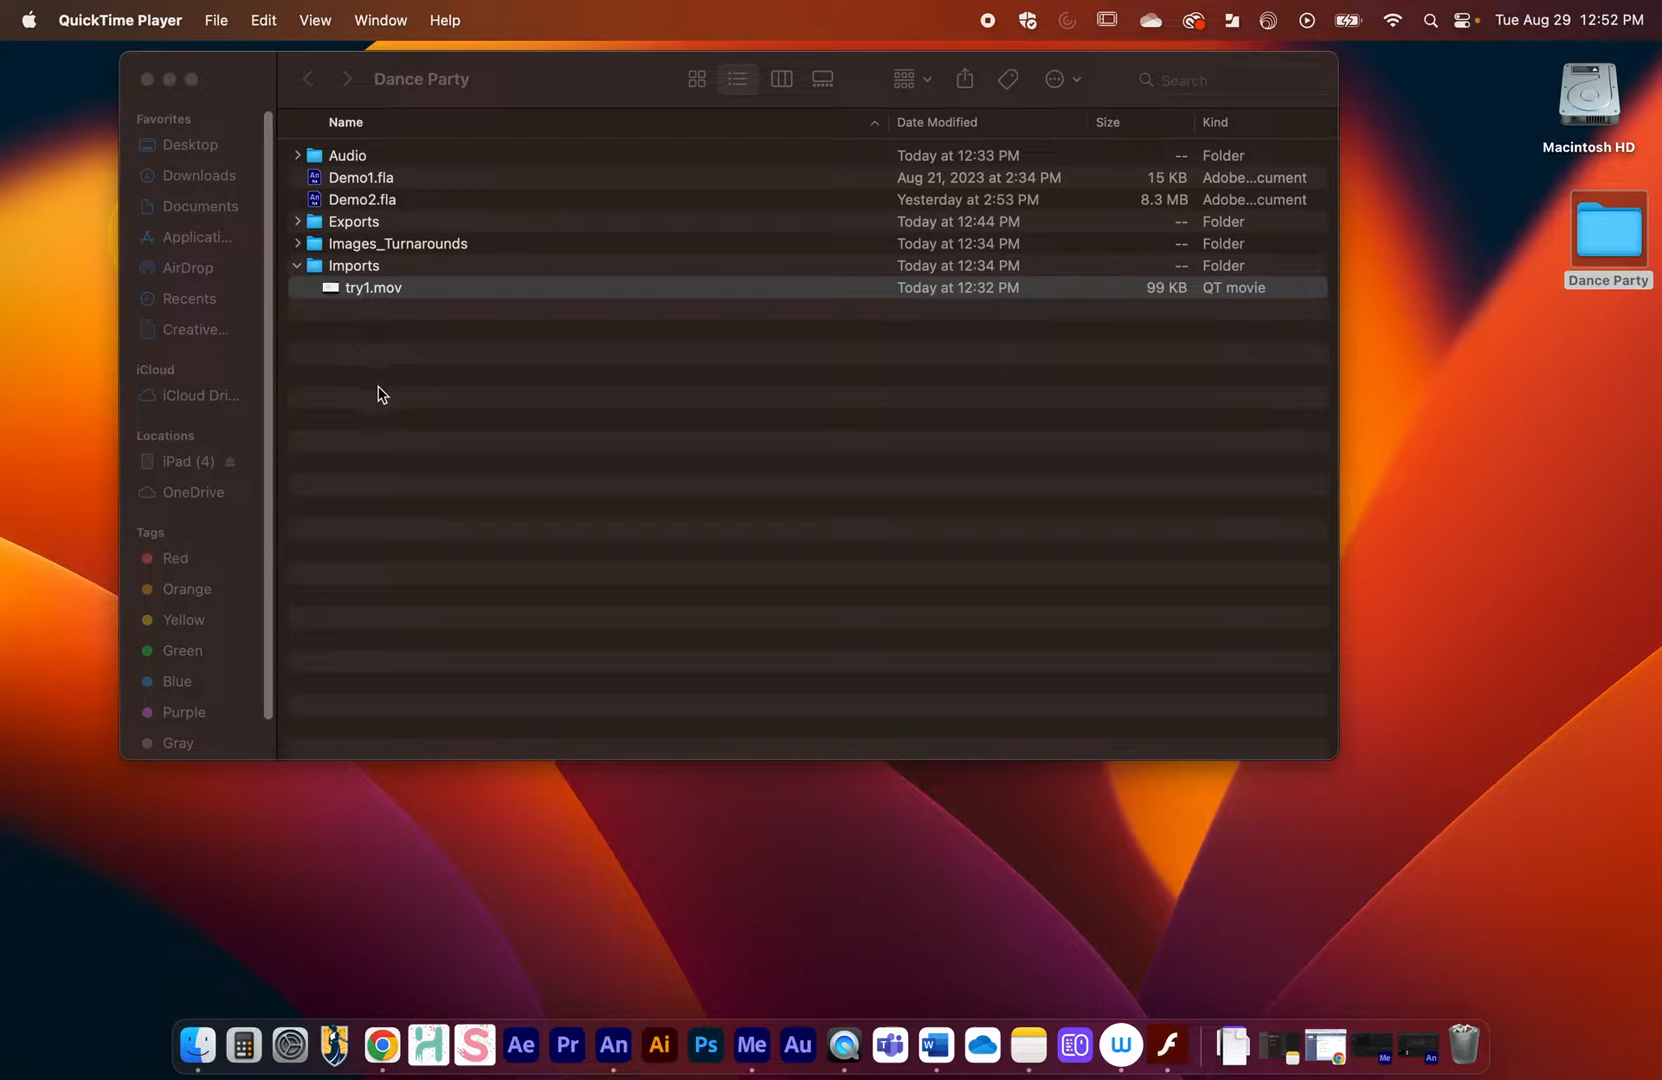 QuickTime Player File Edit View Window Help Tue Aug 29 12:52 PM
Dance Party Search
Favorites
Desktop
Downloads
Documents
Applicati...
AirDrop
Recents
Creative...
iCloud
iCloud Dri...
Locations
iPad (4)
OneDrive
Tags
Red
Orange
Yellow
Green
Blue
Purple
Gray
Name Date Modified Size Kind
Audio Today at 12:33 PM -- Folder
Demo1.fla Aug 21, 2023 at 2:34 PM 15 KB Adobe...cument
Demo2.fla Yesterday at 2:53 PM 8.3 MB Adobe...cument
Exports Today at 12:44 PM -- Folder
Images_Turnarounds Today at 12:34 PM -- Folder
Imports Today at 12:34 PM -- Folder
try1.mov Today at 12:32 PM 99 KB QT movie
Macintosh HD
Dance Party
Ae Pr An Ai Ps Me Au W Me An